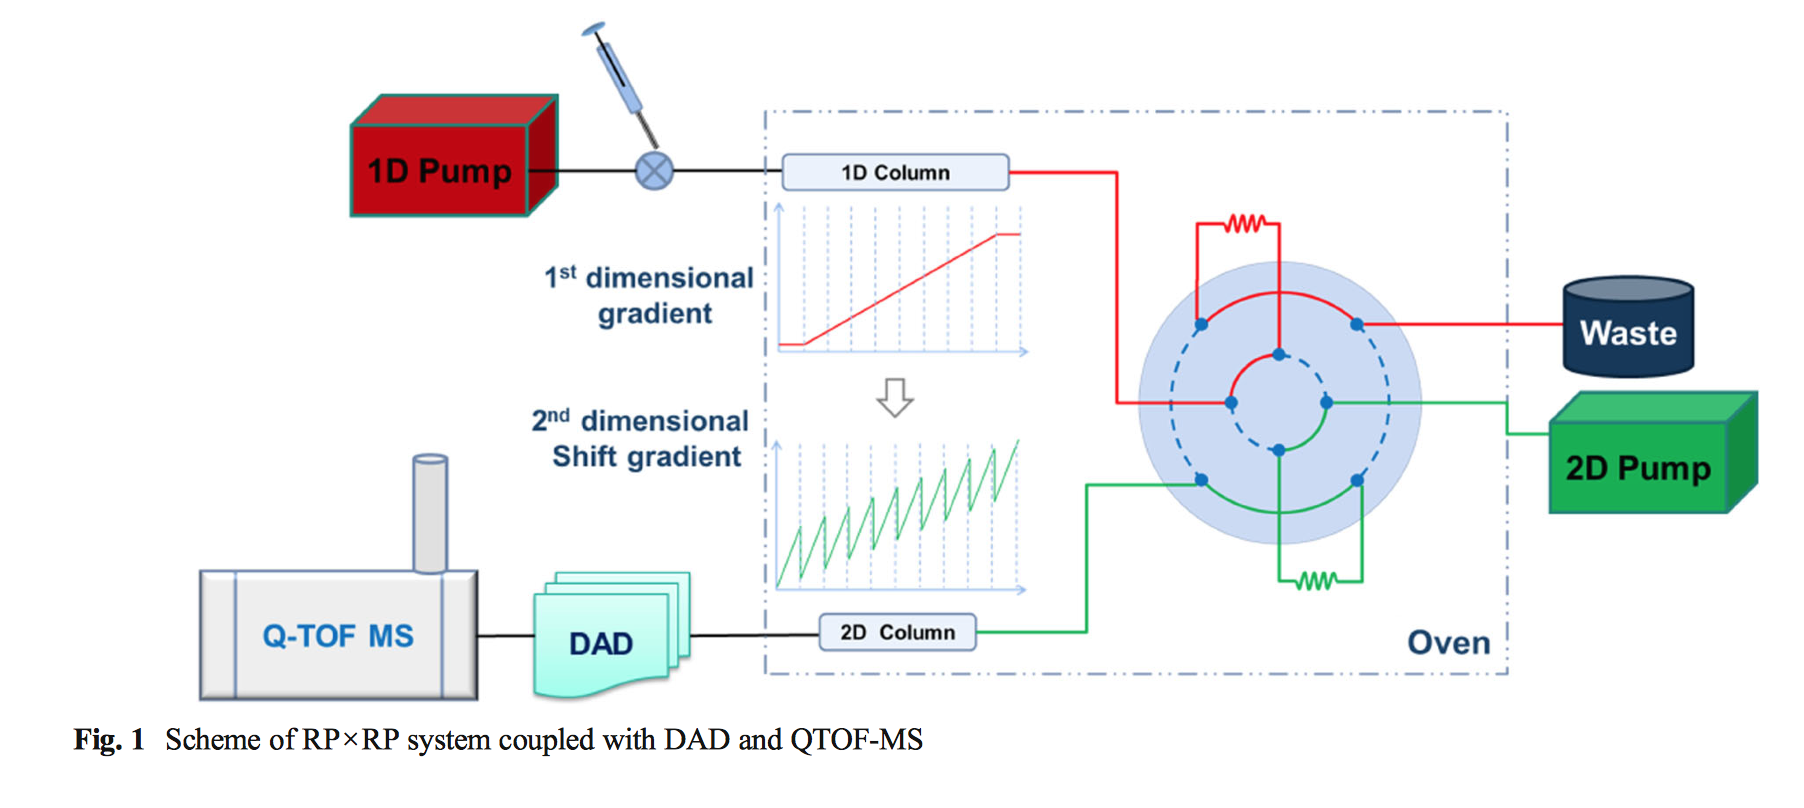 1D Pump
1D Column
1st dimensional
gradient
Waste
2nd dimensional
Shift gradient
2D Pump
Q-TOF MS
DAD
2D Column
Oven
Fig. 1 Scheme of RP×RP system coupled with DAD and QTOF-MS